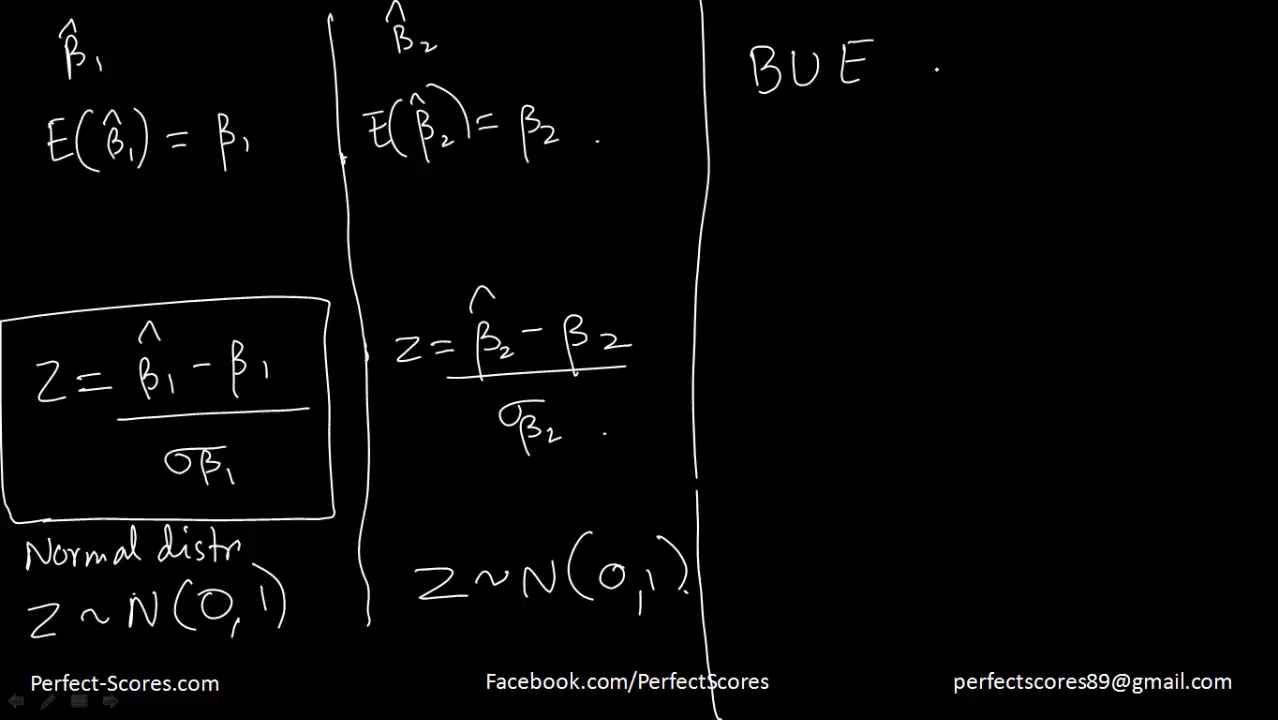 β̂₁
E(β̂₁) = β₁
Z = β̂₁ - β₁
σβ₁
Normal distr
Z ~ N(0,1)
β̂₂
E(β̂₂) = β₂ .
Z = β̂₂ - β₂
σβ₂ .
Z ~ N(0,1).
BUE .
Perfect-Scores.com
Facebook.com/PerfectScores
perfectscores89@gmail.com